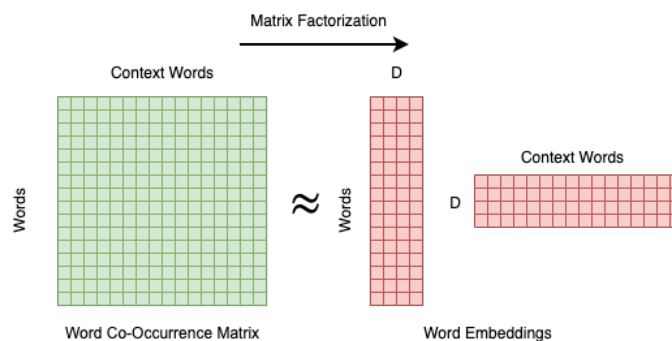 Matrix Factorization
Context Words
D
Context Words
Words
≈
Words
D
Word Co-Occurrence Matrix
Word Embeddings